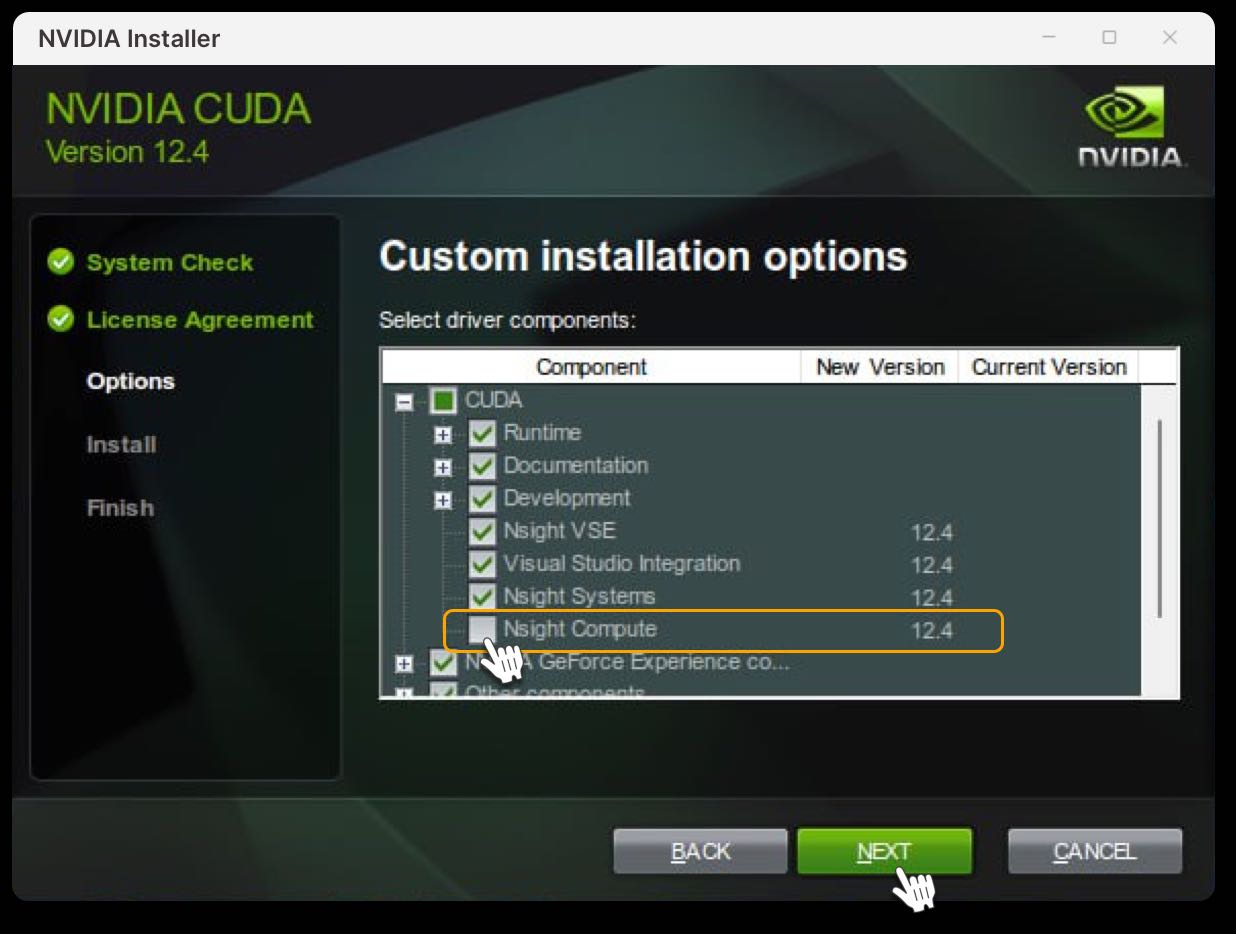 NVIDIA Installer
NVIDIA CUDA
Version 12.4
NVIDIA.
System Check
License Agreement
Options
Install
Finish
Custom installation options
Select driver components:
Component New Version Current Version
CUDA
Runtime
Documentation
Development
Nsight VSE 12.4
Visual Studio Integration 12.4
Nsight Systems 12.4
Nsight Compute 12.4
GeForce Experience co...
Other components
BACK NEXT CANCEL